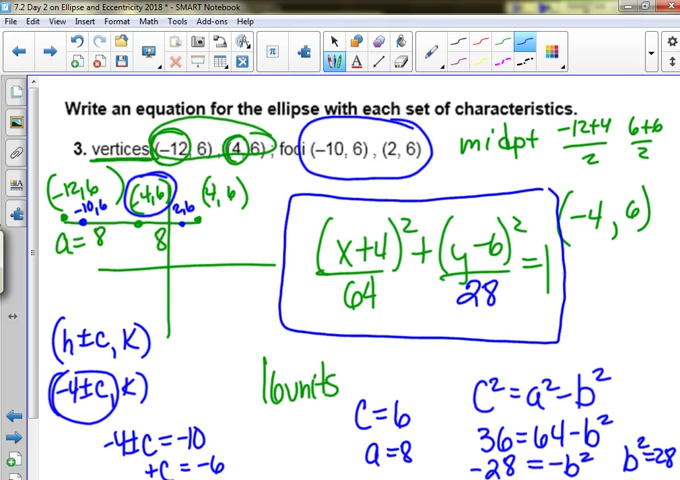 7.2 Day 2 on Ellipse and Eccentricity 2018 * - SMART Notebook
File Edit View Insert Format Tools Add-ons Help
Write an equation for the ellipse with each set of characteristics.
3. vertices (−12, 6) , (4, 6); foci (−10, 6) , (2, 6)
midpt −12+4/2 6+6/2
(-12,6) (-4,6) (4, 6)
-10,6 2,6
(-4, 6)
a = 8 8
(x+4)²/64 + (y-6)²/28 = 1
(h±c, K)
(-4±c, K)
16units
-4±c = -10
+c = -6
c = 6
a = 8
c² = a² - b²
36 = 64 - b²
-28 = -b² b²=28